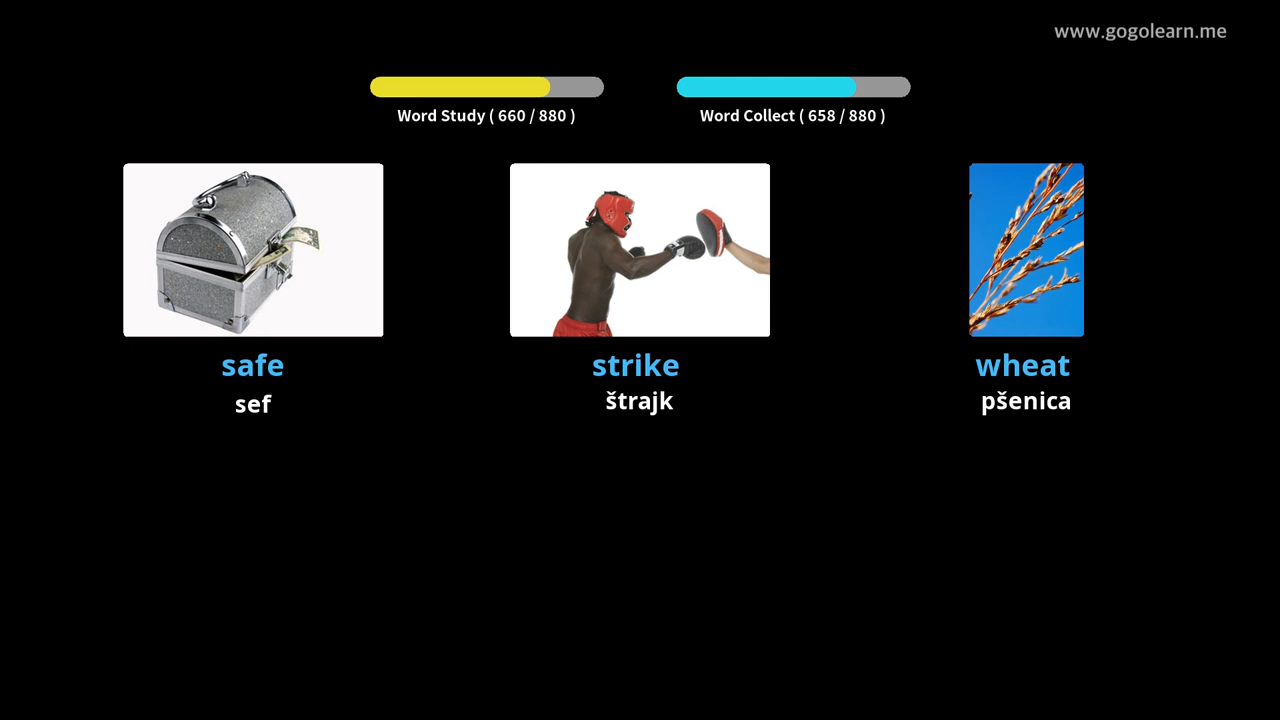 www.gogolearn.me
Word Study ( 660 / 880 )
Word Collect ( 658 / 880 )
safe
strike
wheat
sef
štrajk
pšenica